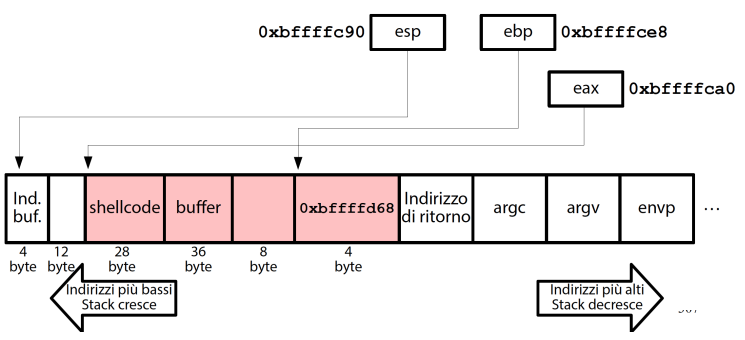 0xbffffc90 esp ebp 0xbffffce8
eax 0xbffffca0
Ind.
buf.
shellcode buffer 0xbffffd68 Indirizzo
di ritorno argc argv envp ...
4
byte
12
byte
28
byte
36
byte
8
byte
4
byte
Indirizzi più bassi
Stack cresce
Indirizzi più alti
Stack decresce